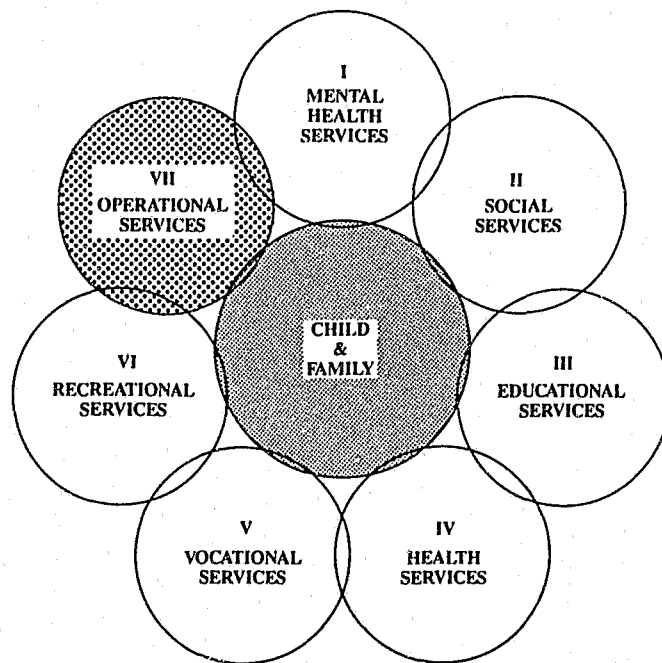 I
MENTAL
HEALTH
SERVICES
II
SOCIAL
SERVICES
III
EDUCATIONAL
SERVICES
IV
HEALTH
SERVICES
V
VOCATIONAL
SERVICES
VI
RECREATIONAL
SERVICES
VII
OPERATIONAL
SERVICES
CHILD
&
FAMILY